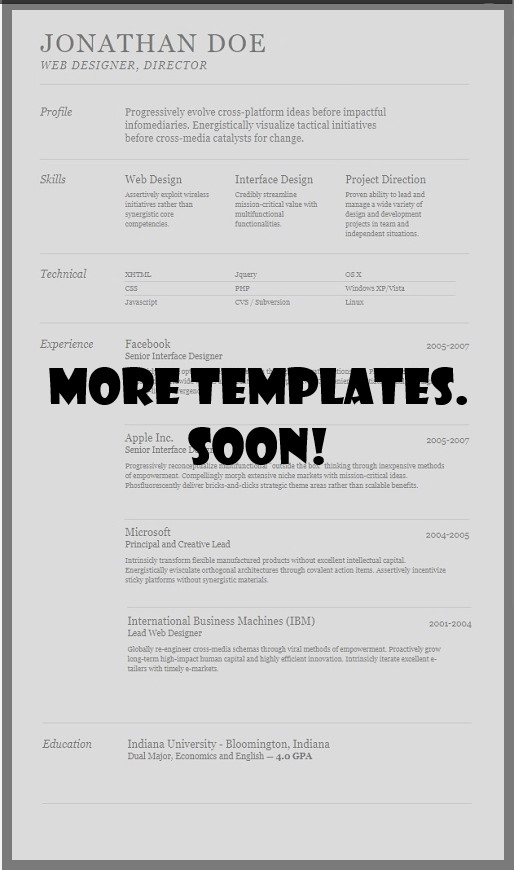 JONATHAN DOE
WEB DESIGNER, DIRECTOR
Profile
Progressively evolve cross-platform ideas before impactful
infomediaries. Energistically visualize tactical initiatives
before cross-media catalysts for change.
Skills
Web Design
Assertively exploit wireless
initiatives rather than
synergistic core
competencies.
Interface Design
Credibly streamline
mission-critical value with
multifunctional
functionalities.
Project Direction
Proven ability to lead and
manage a wide variety of
design and development
projects in team and
independent situations.
Technical
XHTML Jquery OS X
CSS PHP Windows XP/Vista
Javascript CVS / Subversion Linux
Experience
Facebook 2005-2007
Senior Interface Designer
MORE TEMPLATES.
SOON!
Apple Inc. 2005-2007
Senior Interface
Progressively reconceptualize multifunctional "outside the box" thinking through inexpensive methods
of empowerment. Compellingly morph extensive niche markets with mission-critical ideas.
Phosfluorescently deliver bricks-and-clicks strategic theme areas rather than scalable benefits.
Microsoft 2004-2005
Principal and Creative Lead
Intrinsicly transform flexible manufactured products without excellent intellectual capital.
Energistically evisculate orthogonal architectures through covalent action items. Assertively incentivize
sticky platforms without synergistic materials.
International Business Machines (IBM) 2001-2004
Lead Web Designer
Globally re-engineer cross-media schemas through viral methods of empowerment. Proactively grow
long-term high-impact human capital and highly efficient innovation. Intrinsicly iterate excellent e-
tailers with timely e-markets.
Education
Indiana University - Bloomington, Indiana
Dual Major, Economics and English — 4.0 GPA